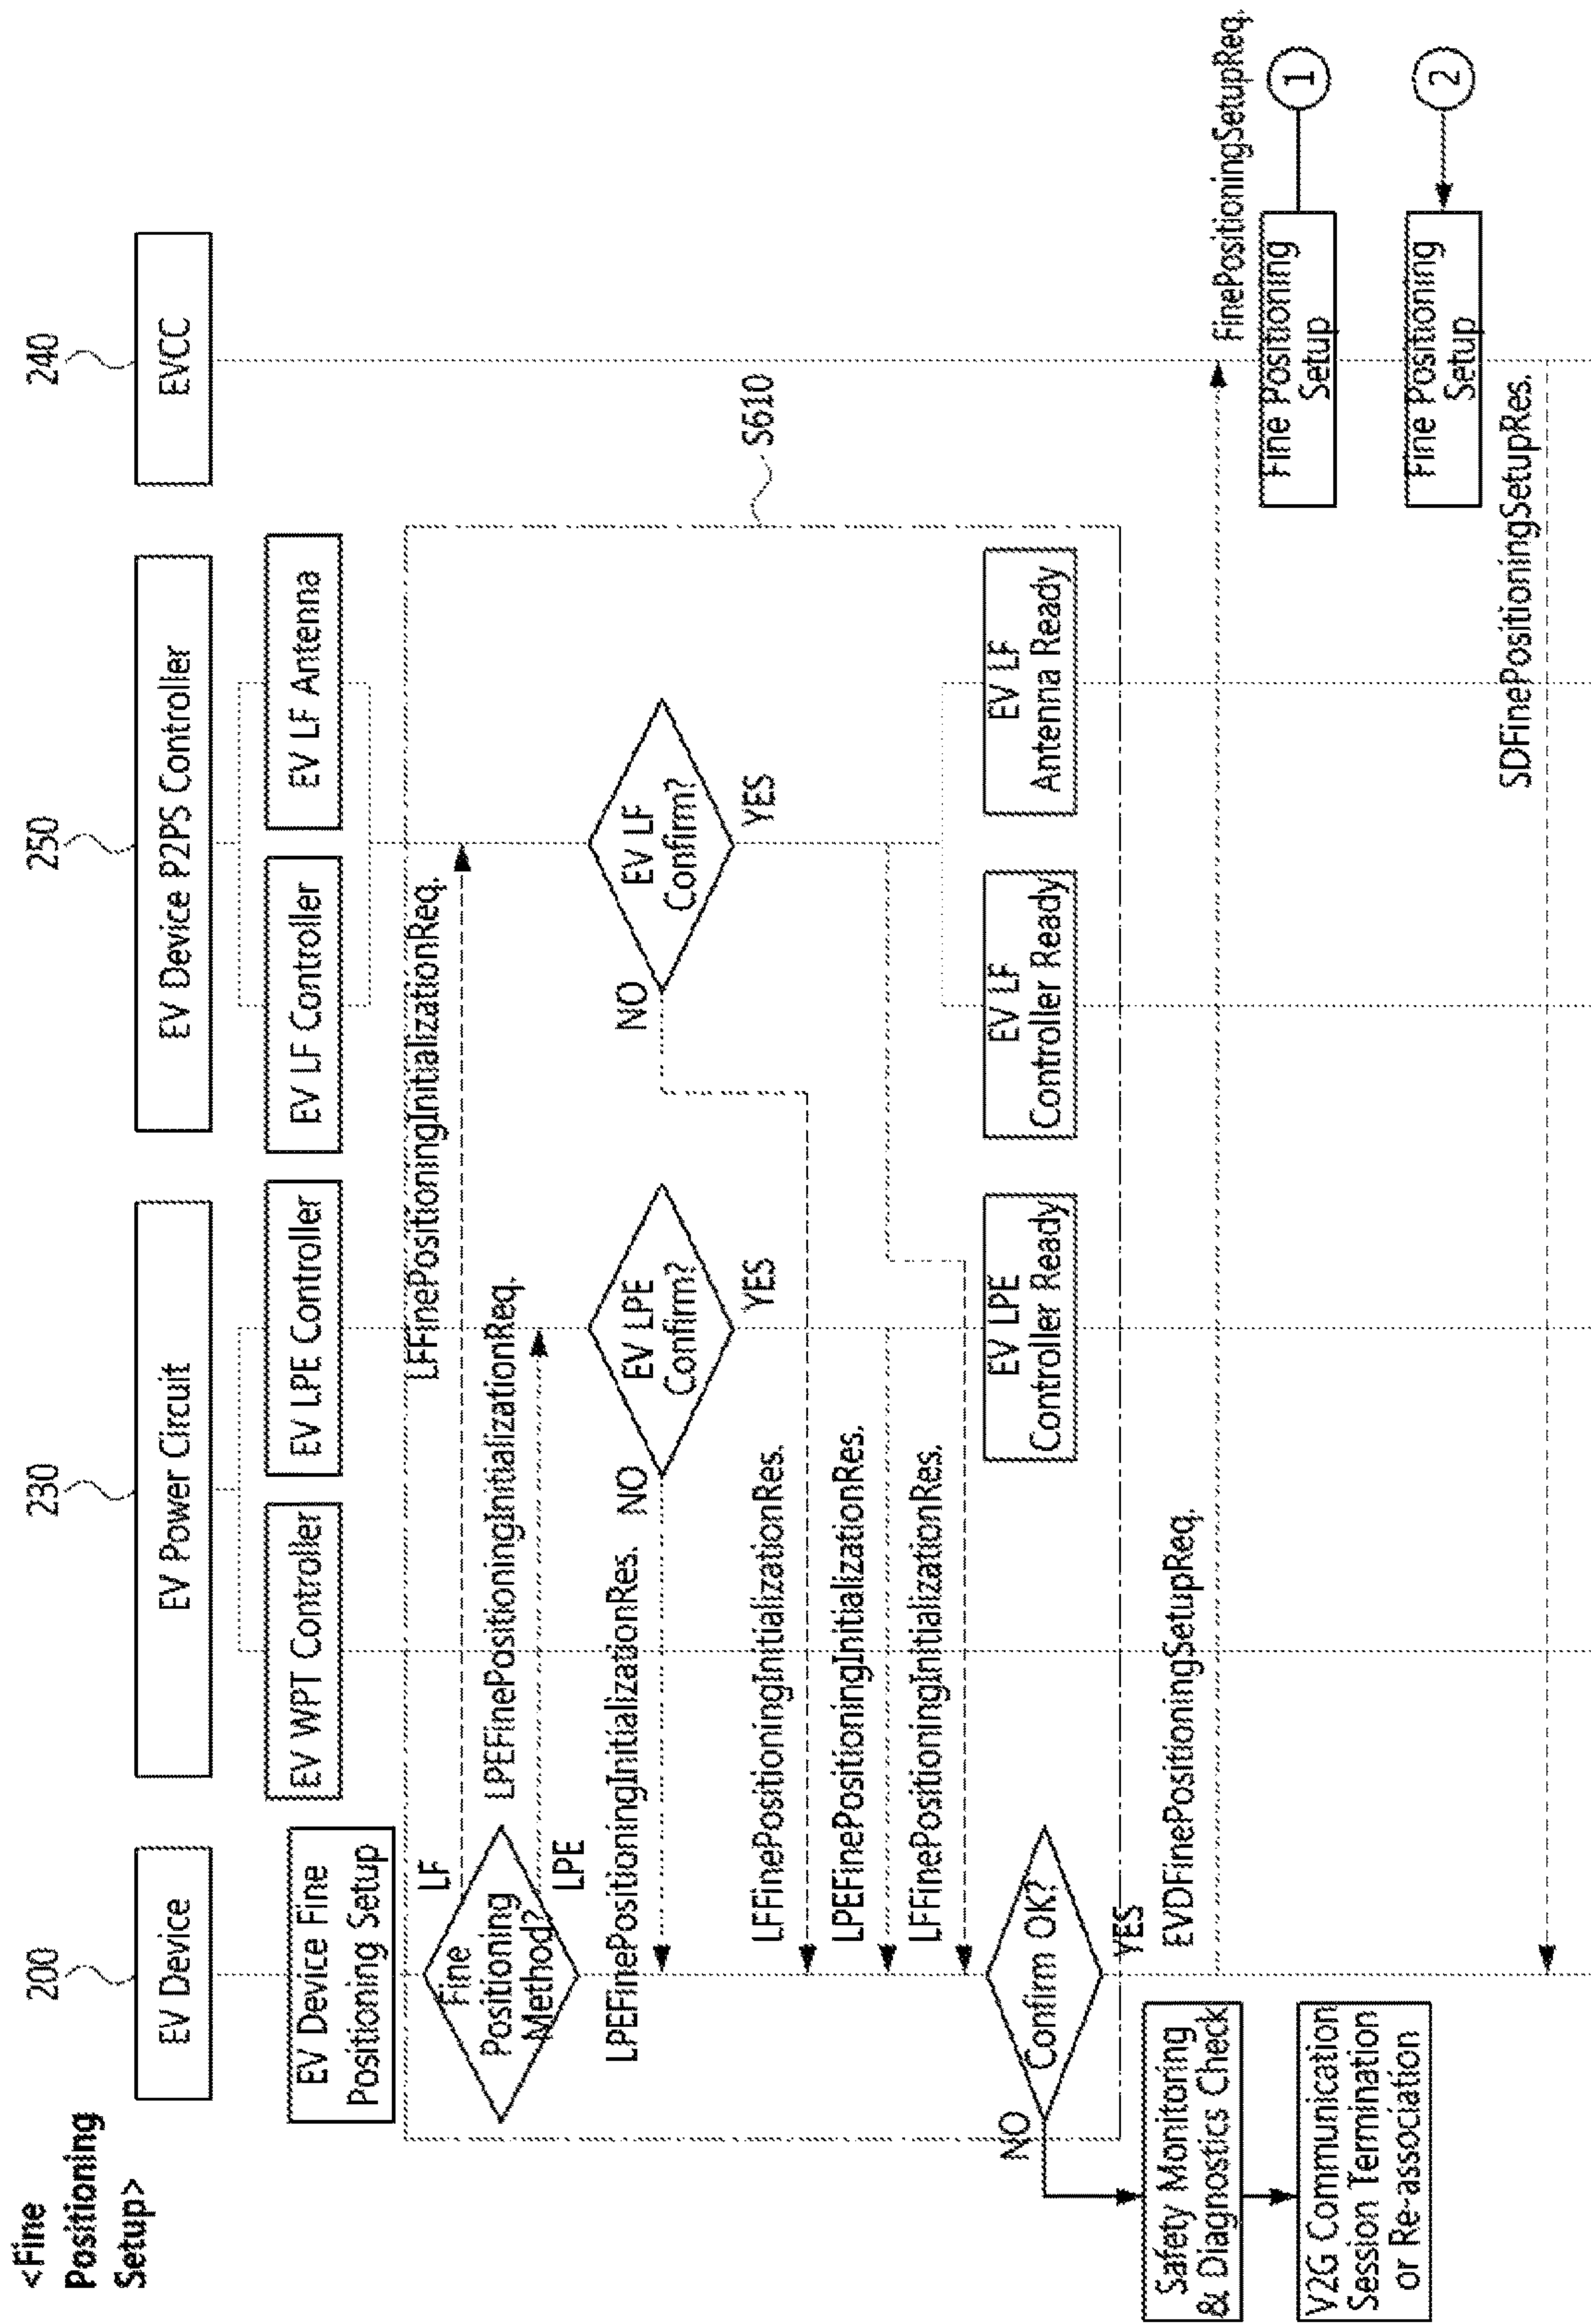 <Fine
Positioning
Setup>
200
230
250
240
EV Device
EV Power Circuit
EV Device P2PS Controller
EVCC
EV WPT Controller
EV LPE Controller
EV LF Controller
EV LF Antenna
EV Device Fine
Positioning Setup
LF
LFFinePositioningInitializationReq.
Fine
Positioning
Method?
LPEFinePositioningInitializationReq.
LPE
LPEFinePositioningInitializationRes.
NO
EV LPE
Confirm?
YES
NO
EV LF
Confirm?
YES
S610
LFFinePositioningInitializationRes.
LPEFinePositioningInitializationRes.
LFFinePositioningInitializationRes.
EV LPE
Controller Ready
EV LF
Controller Ready
EV LF
Antenna Ready
NO
Confirm OK?
YES
EVDFinePositioningSetupReq.
FinePositioningSetupReq.
Safety Monitoring
& Diagnostics Check
Fine Positioning
Setup
1
V2G Communication
Session Termination
or Re-association
Fine Positioning
Setup
2
SDFinePositioningSetupRes.